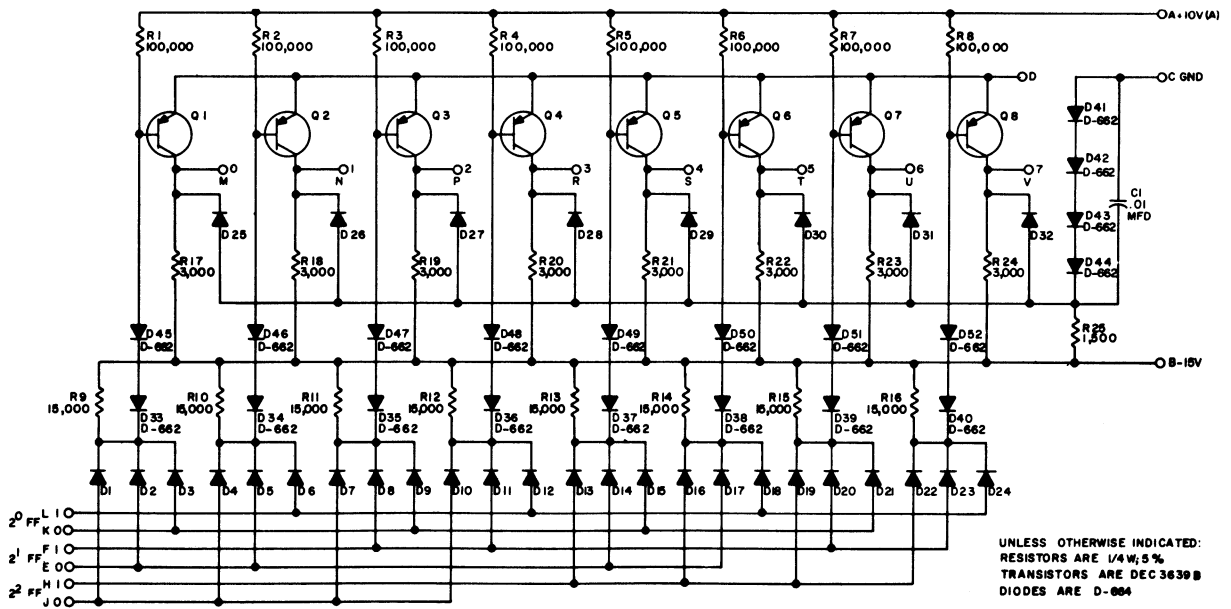 A+10V(A)
R1 100,000
R2 100,000
R3 100,000
R4 100,000
R5 100,000
R6 100,000
R7 100,000
R8 100,000
D
C GND
Q1
Q2
Q3
Q4
Q5
Q6
Q7
Q8
D41 D-662
D42 D-662
D43 D-662
D44 D-662
C1 .01 MFD
0 M
1 N
2 P
3 R
4 S
5 T
6 U
7 V
D25
D26
D27
D28
D29
D30
D31
D32
R17 3,000
R18 3,000
R19 3,000
R20 3,000
R21 3,000
R22 3,000
R23 3,000
R24 3,000
R25 1,500
D45 D-662
D46 D-662
D47 D-662
D48 D-662
D49 D-662
D50 D-662
D51 D-662
D52 D-662
B-15V
R9 15,000
R10 15,000
R11 15,000
R12 15,000
R13 15,000
R14 15,000
R15 15,000
R16 15,000
D33 D-662
D34 D-662
D35 D-662
D36 D-662
D37 D-662
D38 D-662
D39 D-662
D40 D-662
D1 D2 D3 D4 D5 D6 D7 D8 D9 D10 D11 D12 D13 D14 D15 D16 D17 D18 D19 D20 D21 D22 D23 D24
2⁰ FF L1
K0
2¹ FF F1
E0
2² FF H1
J0
UNLESS OTHERWISE INDICATED:
RESISTORS ARE 1/4W; 5%
TRANSISTORS ARE DEC 3639B
DIODES ARE D-664